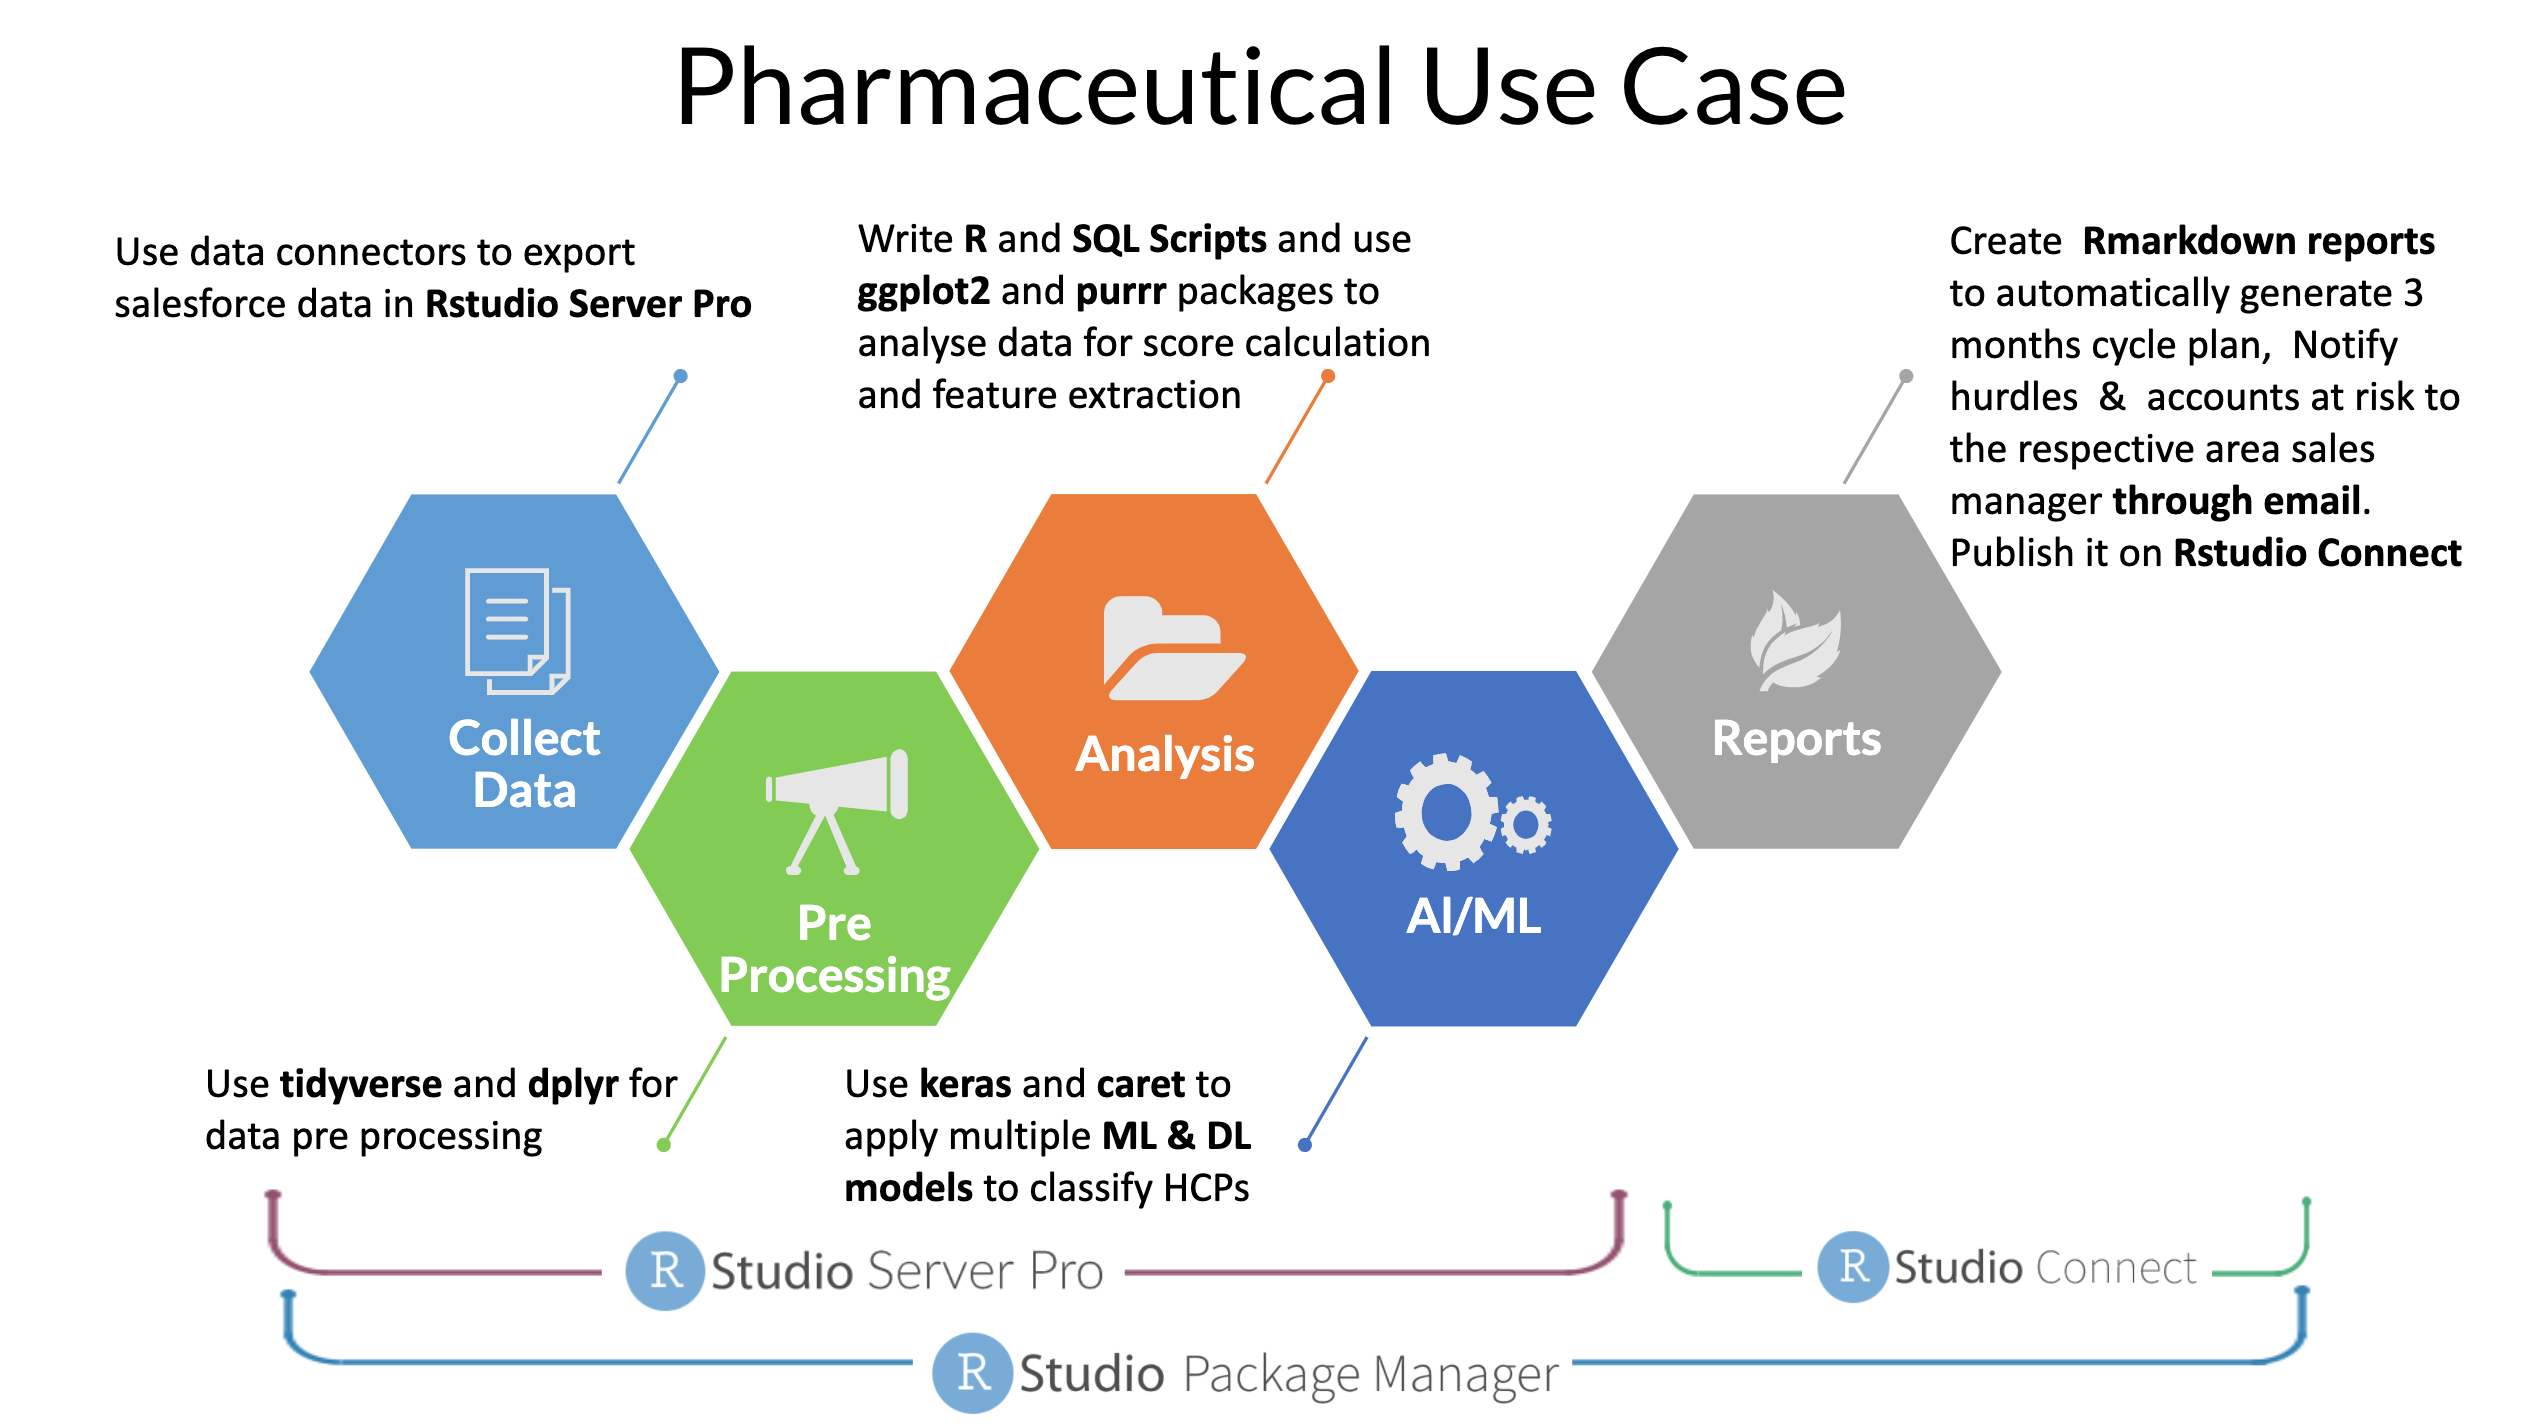 Pharmaceutical Use Case
Use data connectors to export
salesforce data in Rstudio Server Pro
Write R and SQL Scripts and use
ggplot2 and purrr packages to
analyse data for score calculation
and feature extraction
Create Rmarkdown reports
to automatically generate 3
months cycle plan, Notify
hurdles & accounts at risk to
the respective area sales
manager through email.
Publish it on Rstudio Connect
Collect
Data
Pre
Processing
Analysis
AI/ML
Reports
Use tidyverse and dplyr for
data pre processing
Use keras and caret to
apply multiple ML & DL
models to classify HCPs
R Studio Server Pro
R Studio Connect
R Studio Package Manager